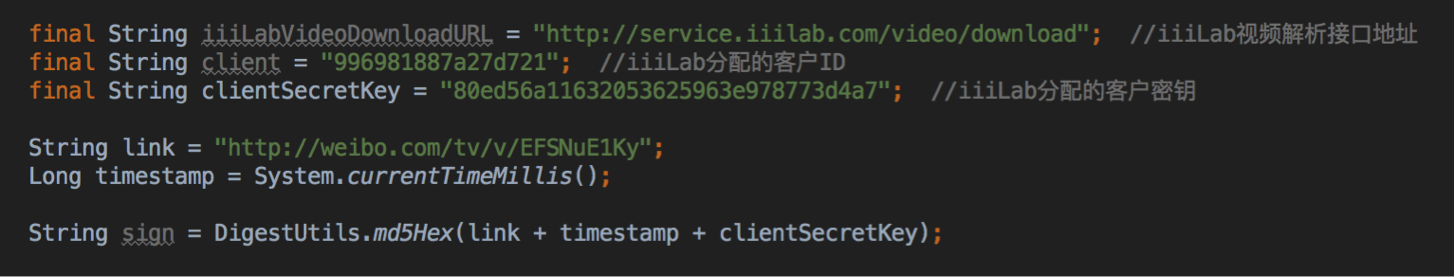 final String iiiLabVideoDownloadURL = "http://service.iiilab.com/video/download"; //iiiLab视频解析接口地址
final String client = "996981887a27d721"; //iiiLab分配的客户ID
final String clientSecretKey = "80ed56a11632053625963e978773d4a7"; //iiiLab分配的客户密钥
String link = "http://weibo.com/tv/v/EFSNuE1Ky";
Long timestamp = System.currentTimeMillis();
String sign = DigestUtils.md5Hex(link + timestamp + clientSecretKey);